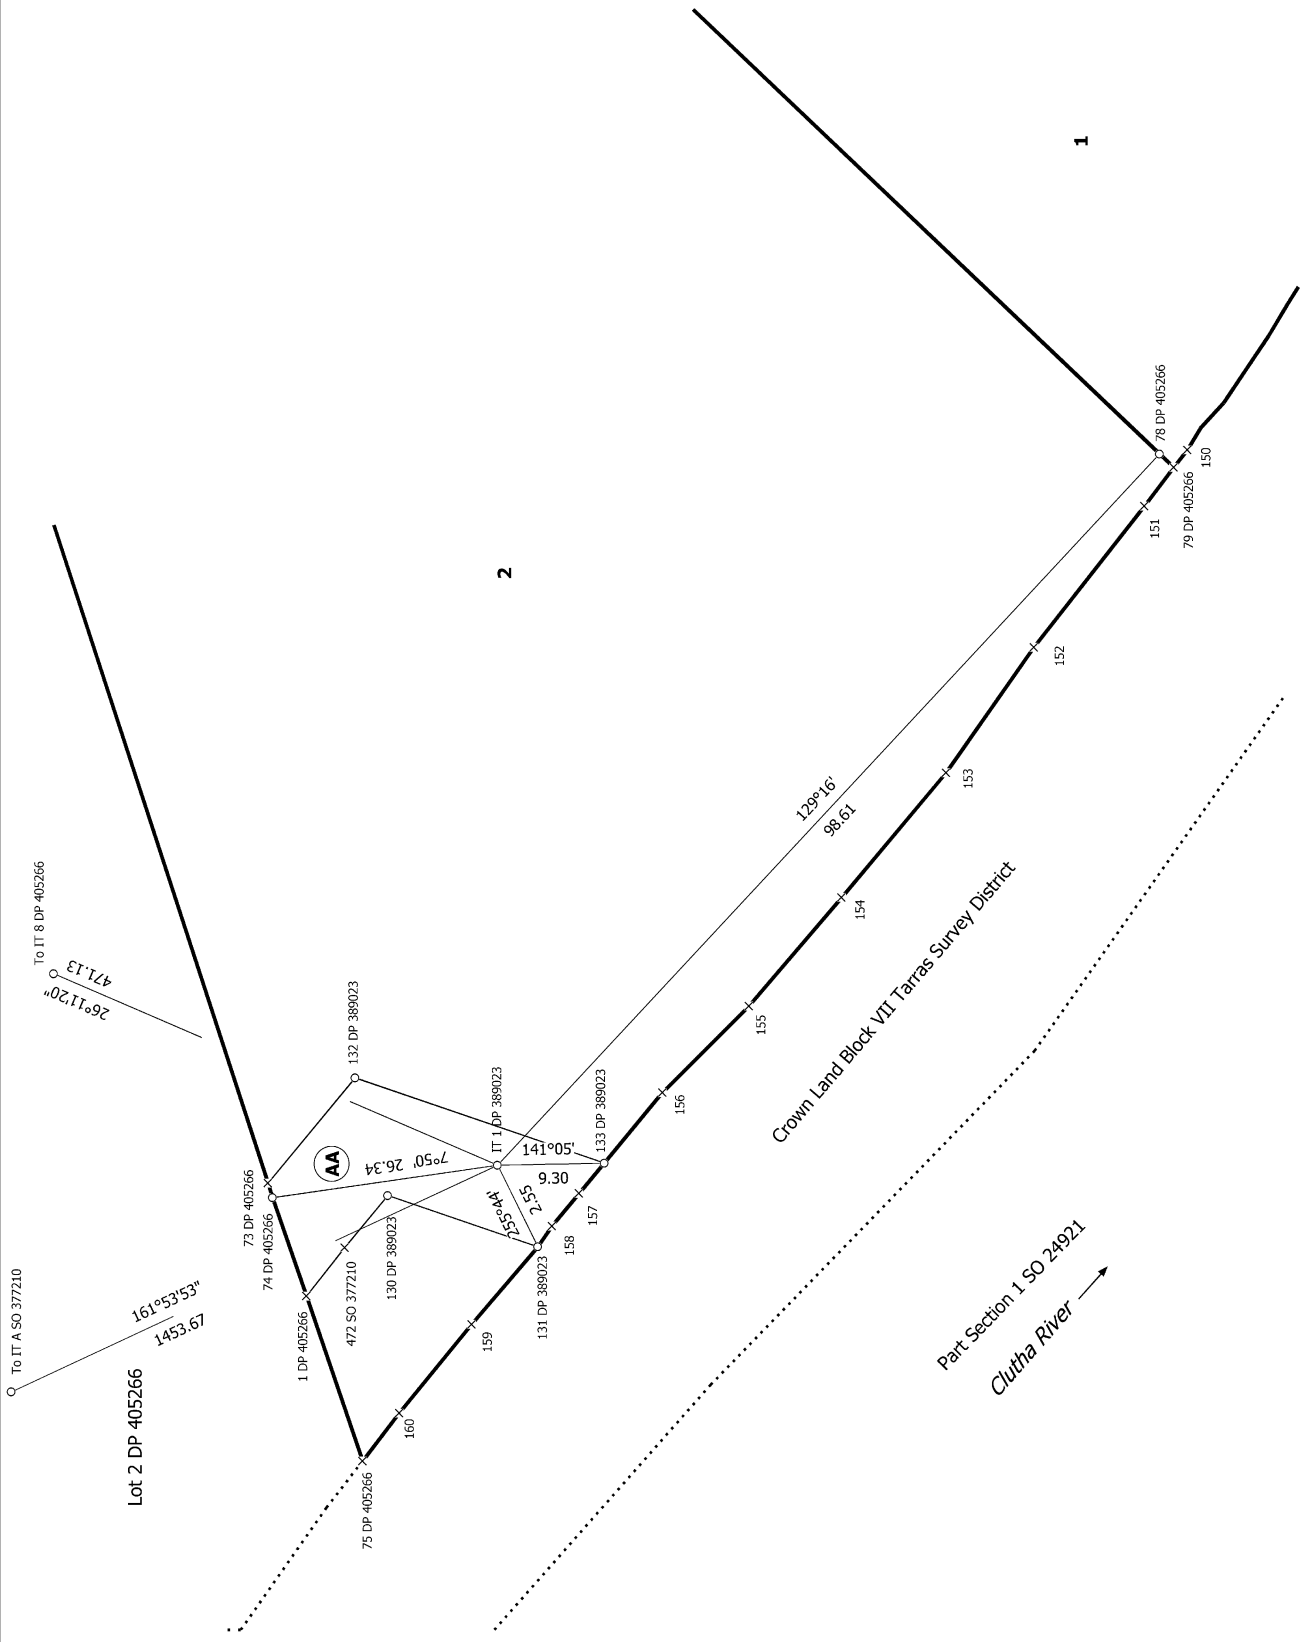 1
2
78 DP 405266
79 DP 405266
150
151
152
153
154
155
156
157
158
159
160
129°16'
98.61
Crown Land Block VII Tarras Survey District
Part Section 1 SO 24921
Clutha River
To IT 8 DP 405266
471.13
26°11'20"
132 DP 389023
IT 1 DP 389023
133 DP 389023
141°05'
9.30
2.55
255°44'
7°50' 26.34
AA
73 DP 405266
74 DP 405266
130 DP 389023
131 DP 389023
472 SO 377210
1 DP 405266
75 DP 405266
To IT A SO 377210
161°53'53"
1453.67
Lot 2 DP 405266